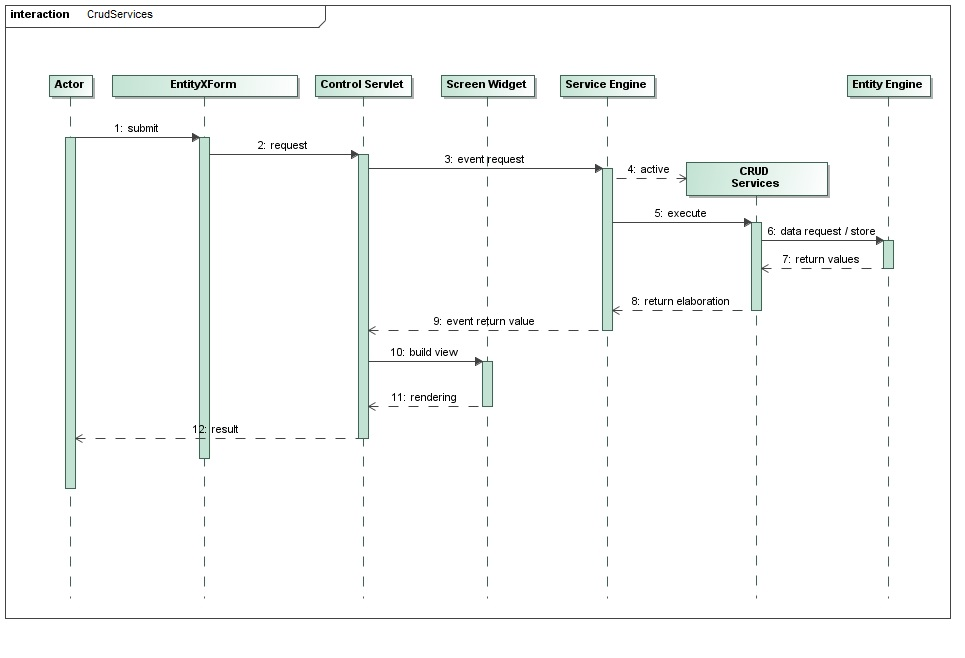 interaction CrudServices
Actor EntityXForm Control Servlet Screen Widget Service Engine Entity Engine
1: submit
2: request
3: event request
4: active
CRUD
Services
5: execute
6: data request / store
7: return values
8: return elaboration
9: event return value
10: build view
11: rendering
12: result